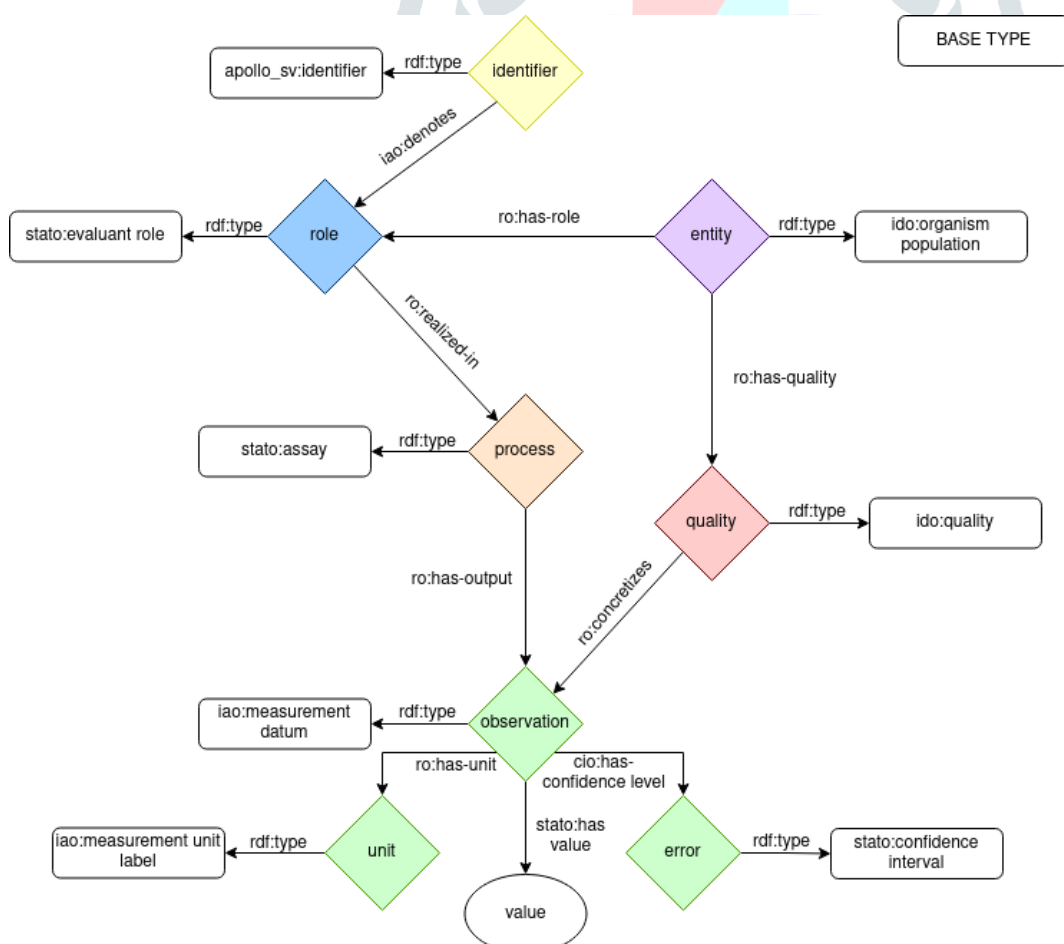 BASE TYPE
apollo_sv:identifier
rdf:type
identifier
iao:denotes
stato:evaluant role
rdf:type
role
ro:has-role
entity
rdf:type
ido:organism
population
ro:realized-in
ro:has-quality
stato:assay
rdf:type
process
quality
rdf:type
ido:quality
ro:has-output
ro:concretizes
iao:measurement
datum
rdf:type
observation
ro:has-unit
cio:has-
confidence level
stato:has
value
iao:measurement unit
label
rdf:type
unit
error
rdf:type
stato:confidence
interval
value